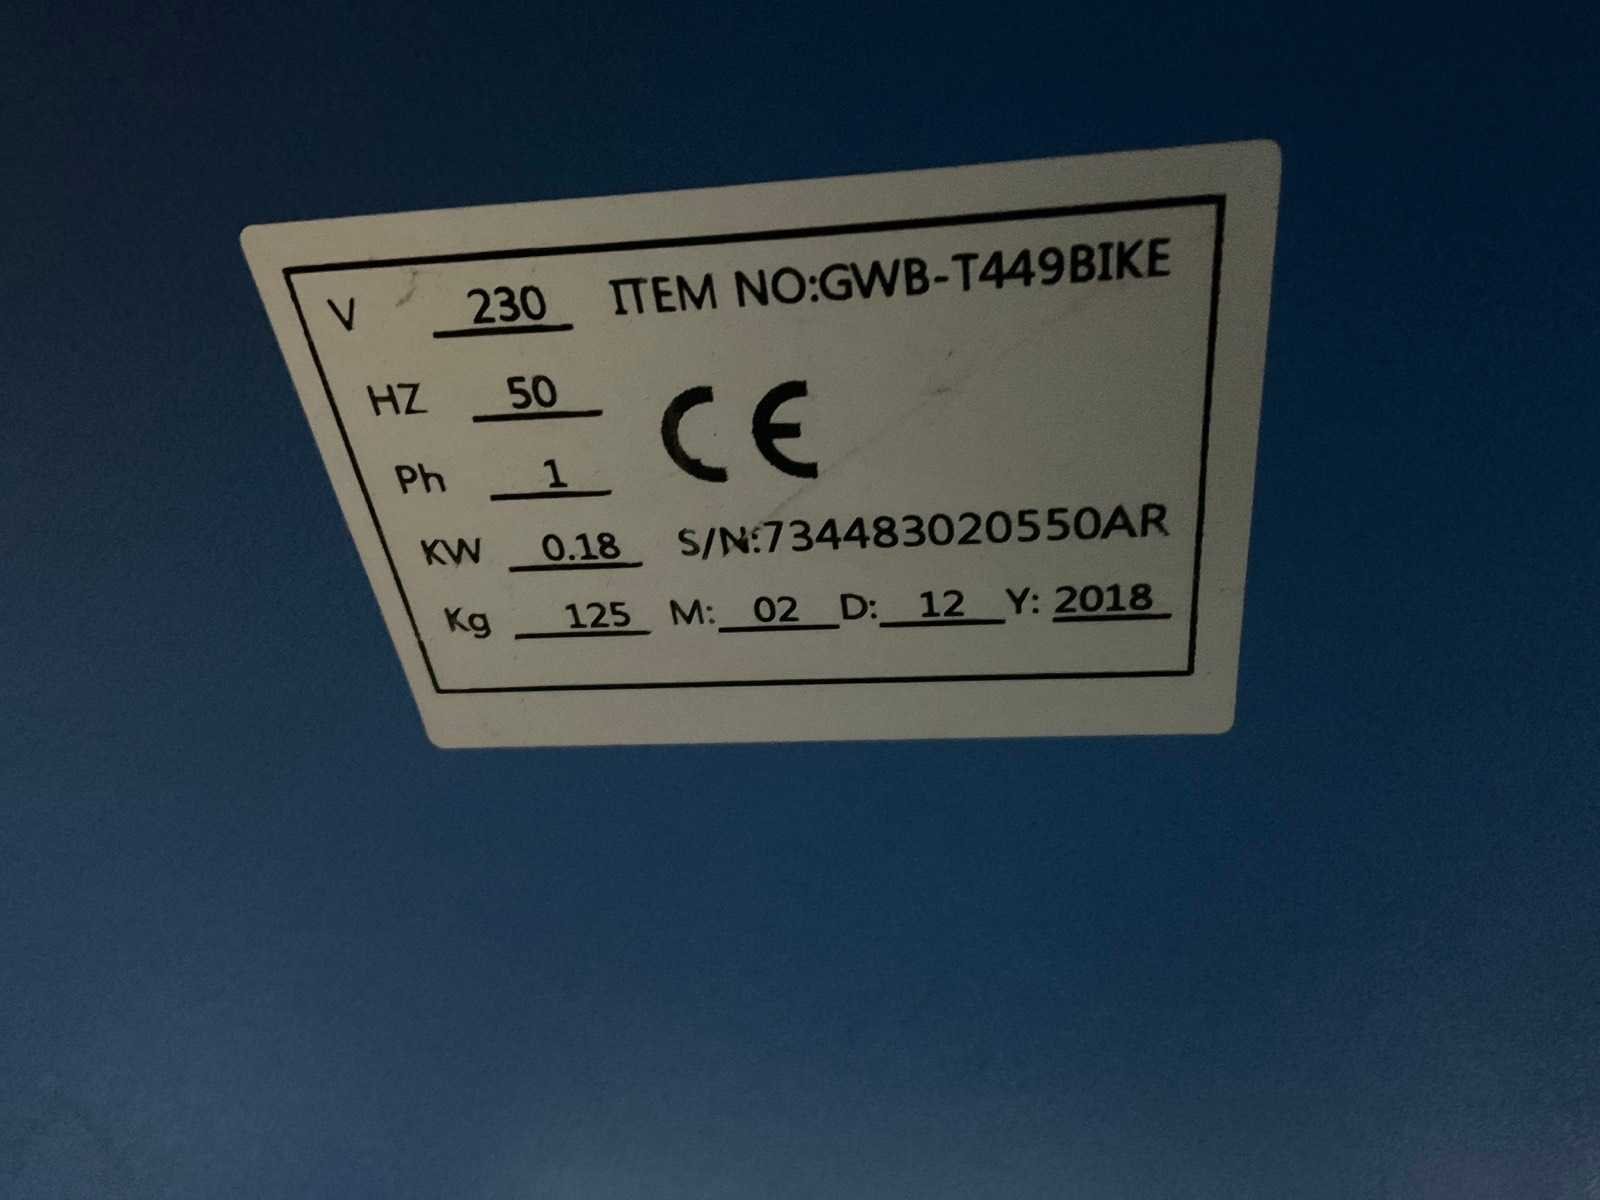 V 230 ITEM NO:GWB-T449BIKE
HZ 50
Ph 1
CE
KW 0.18 S/N:734483020550AR
Kg 125 M: 02 D: 12 Y: 2018